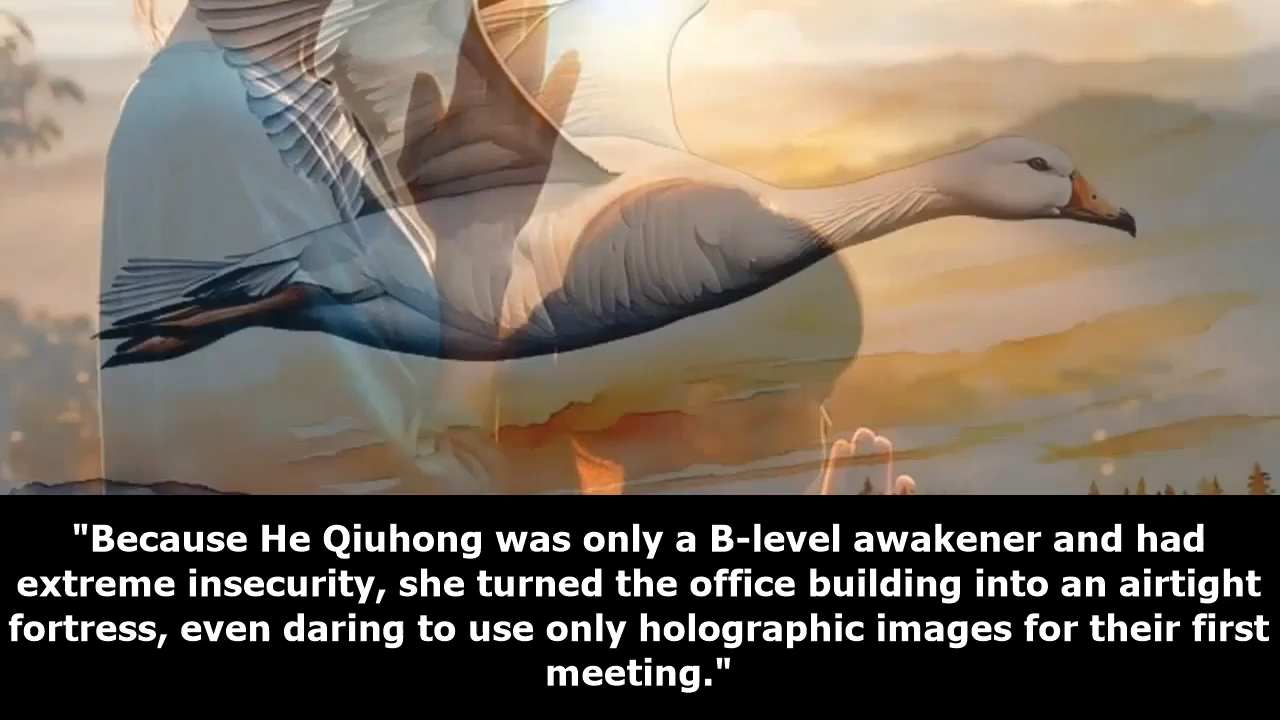 "Because He Qiuhong was only a B-level awakener and had
extreme insecurity, she turned the office building into an airtight
fortress, even daring to use only holographic images for their first
meeting."